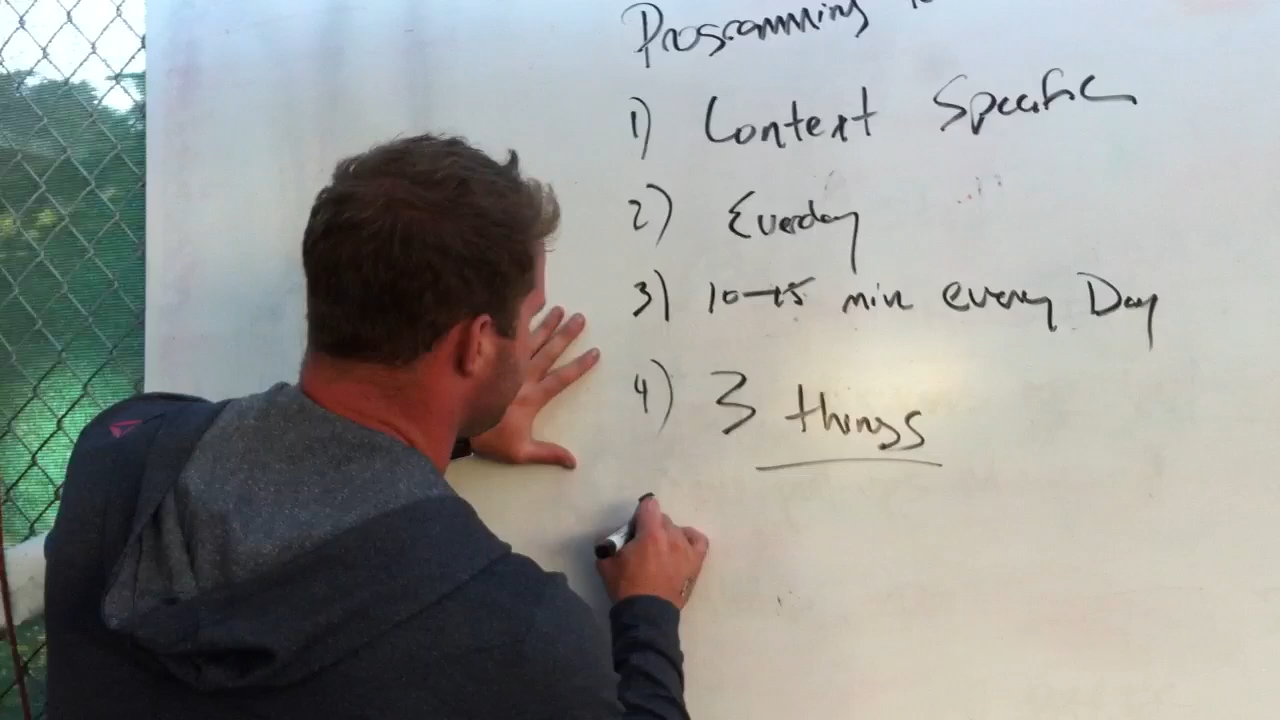 Programming
1) Context Specific
2) Everday
3) 10-15 min every Day
4) 3 things